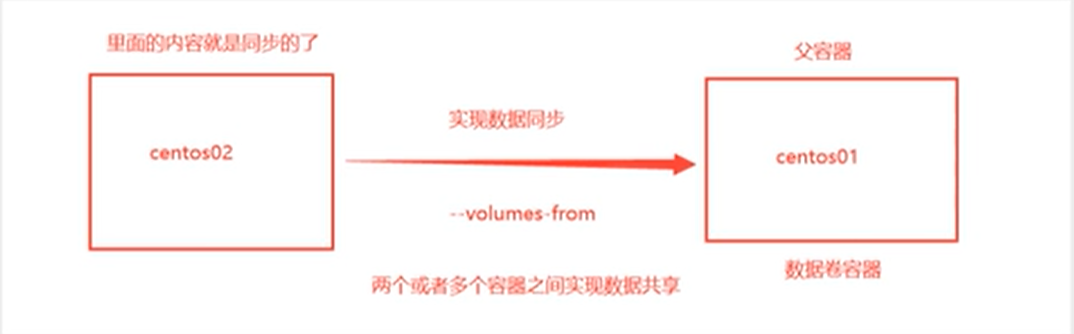 里面的内容就是同步的了
父容器
实现数据同步
centos02
centos01
--volumes-from
数据卷容器
两个或者多个容器之间实现数据共享